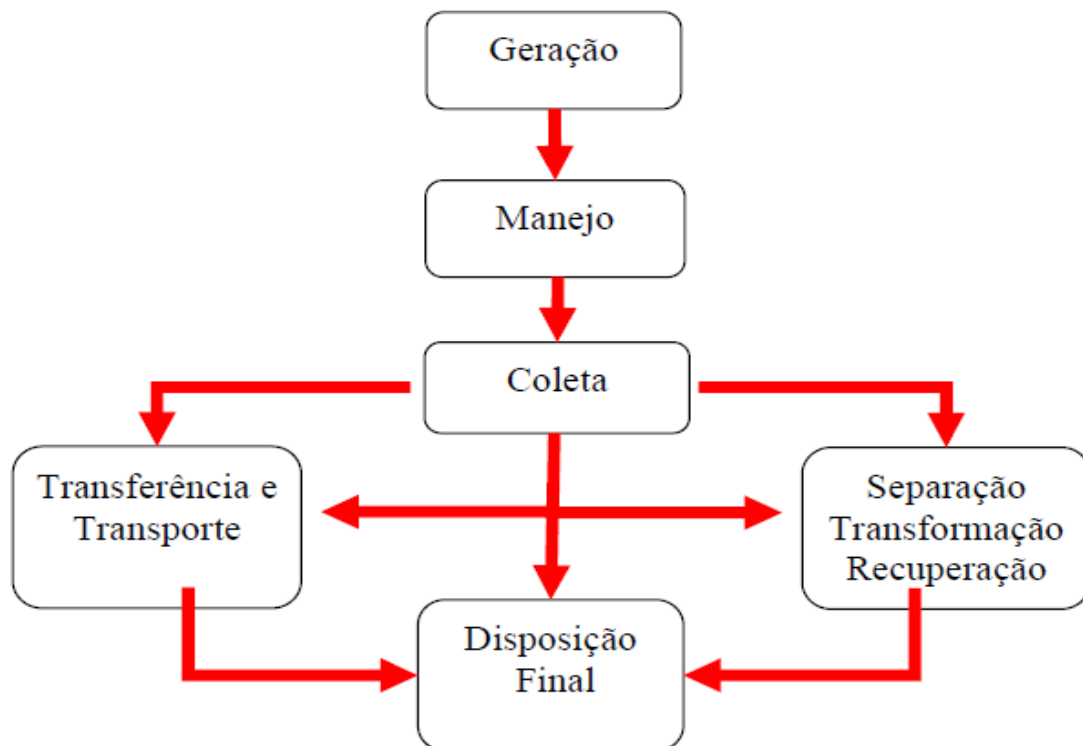 Geração
Manejo
Coleta
Transferência e
Transporte
Separação
Transformação
Recuperação
Disposição
Final